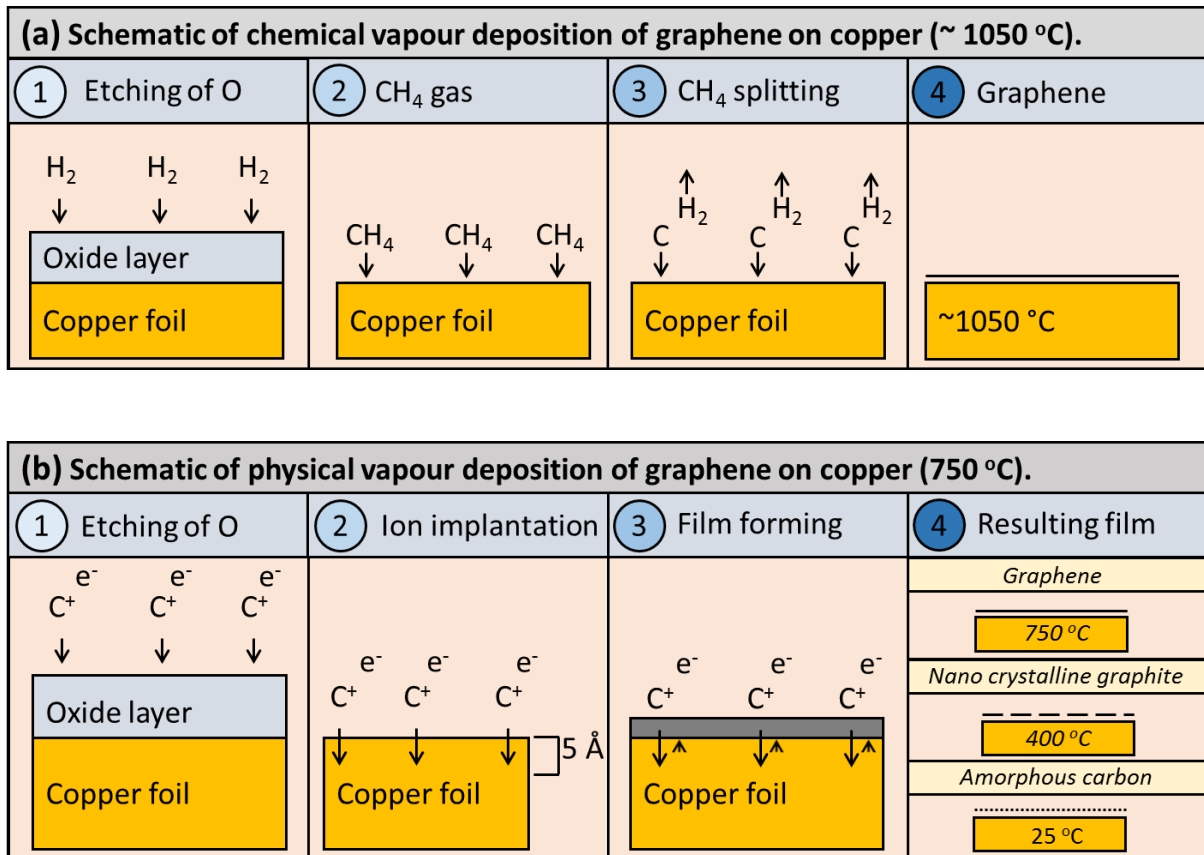 (a) Schematic of chemical vapour deposition of graphene on copper (~ 1050 °C).
1 Etching of O
2 CH₄ gas
3 CH₄ splitting
4 Graphene
H₂ H₂ H₂
Oxide layer
Copper foil
CH₄ CH₄ CH₄
Copper foil
H₂ H₂ H₂
C C C
Copper foil
~1050 °C
(b) Schematic of physical vapour deposition of graphene on copper (750 °C).
1 Etching of O
2 Ion implantation
3 Film forming
4 Resulting film
e⁻ e⁻ e⁻
C⁺ C⁺ C⁺
Oxide layer
Copper foil
e⁻ e⁻ e⁻
C⁺ C⁺ C⁺
5 Å
Copper foil
e⁻ e⁻ e⁻
C⁺ C⁺ C⁺
Copper foil
Graphene
750 °C
Nano crystalline graphite
400 °C
Amorphous carbon
25 °C